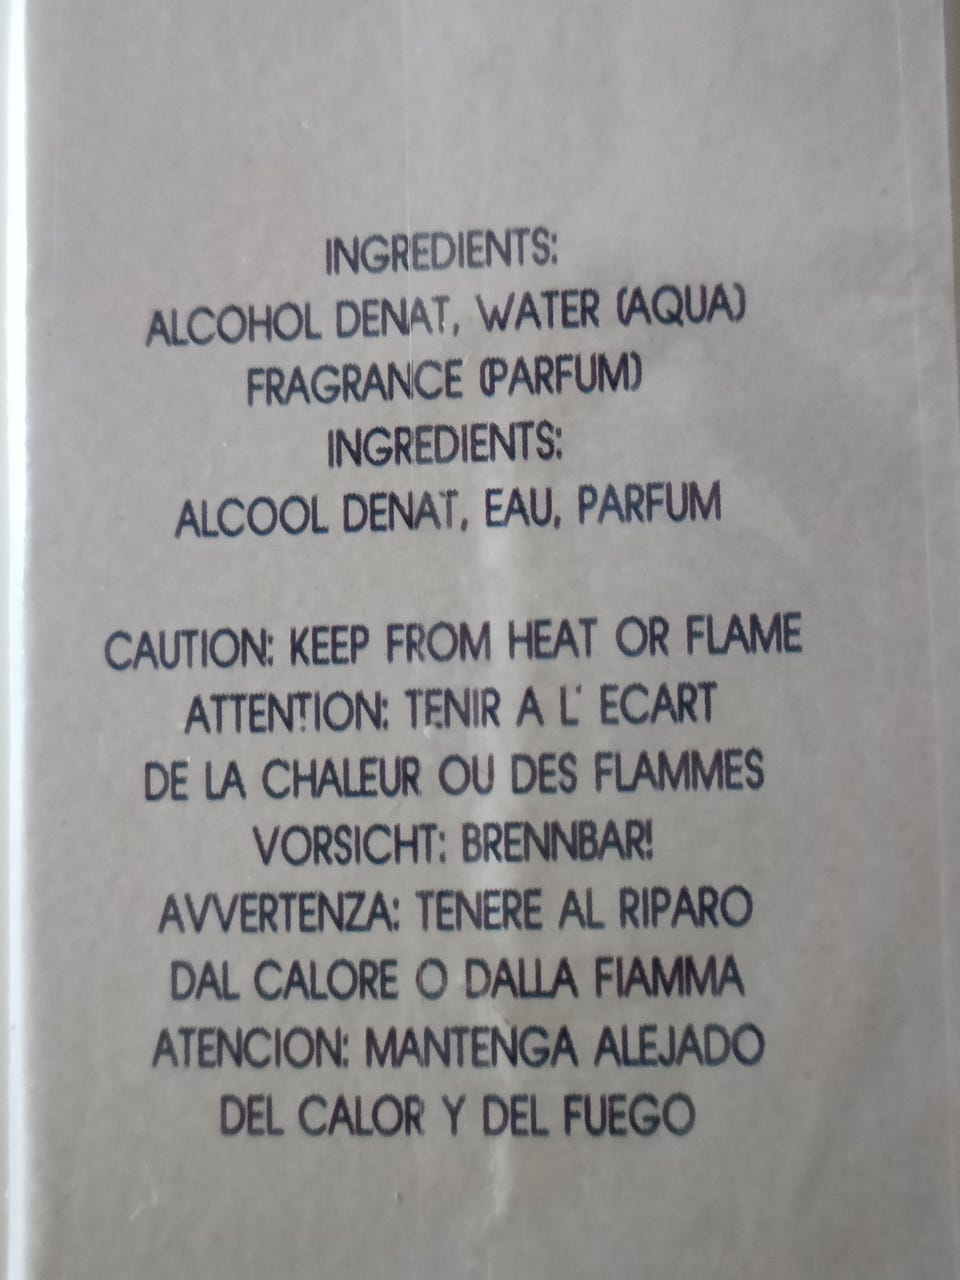 INGREDIENTS:
ALCOHOL DENAT, WATER (AQUA)
FRAGRANCE (PARFUM)
INGREDIENTS:
ALCOOL DENAT, EAU, PARFUM
CAUTION: KEEP FROM HEAT OR FLAME
ATTENTION: TENIR A L' ECART
DE LA CHALEUR OU DES FLAMMES
VORSICHT: BRENNBAR!
AVVERTENZA: TENERE AL RIPARO
DAL CALORE O DALLA FIAMMA
ATENCION: MANTENGA ALEJADO
DEL CALOR Y DEL FUEGO